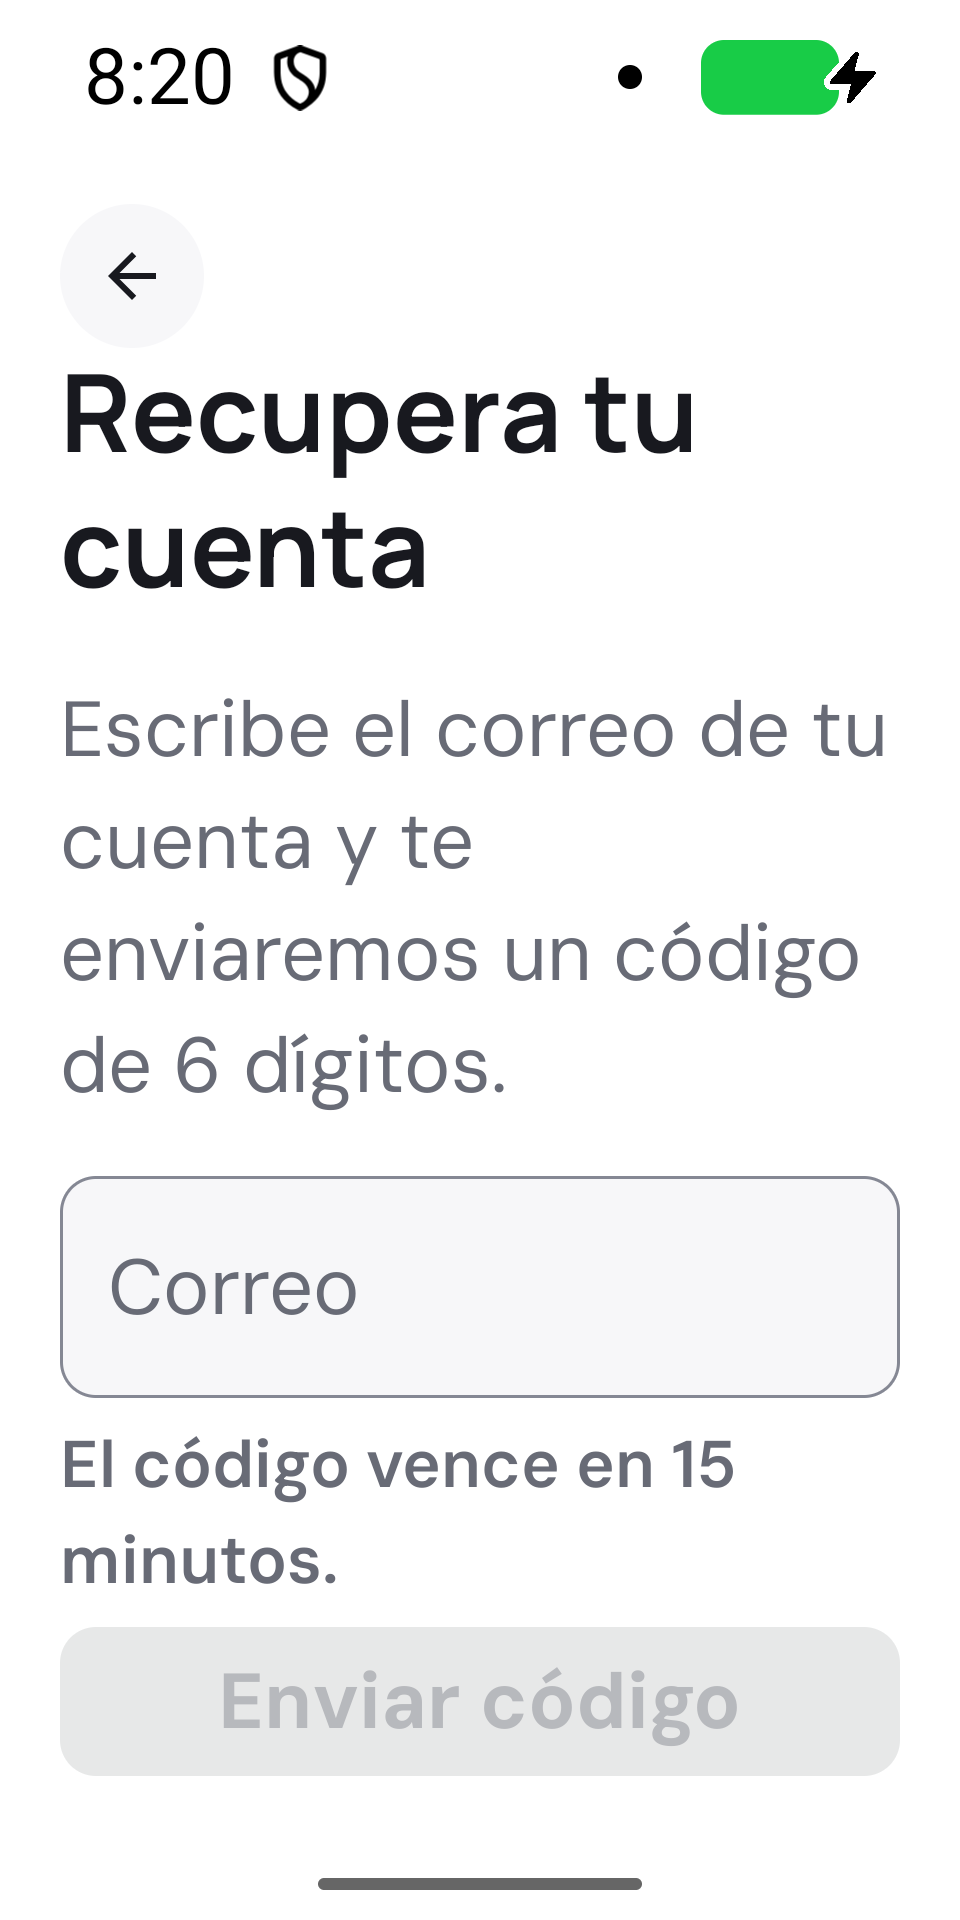 8:20
Recupera tu
cuenta
Escribe el correo de tu
cuenta y te
enviaremos un código
de 6 dígitos.
Correo
El código vence en 15
minutos.
Enviar código